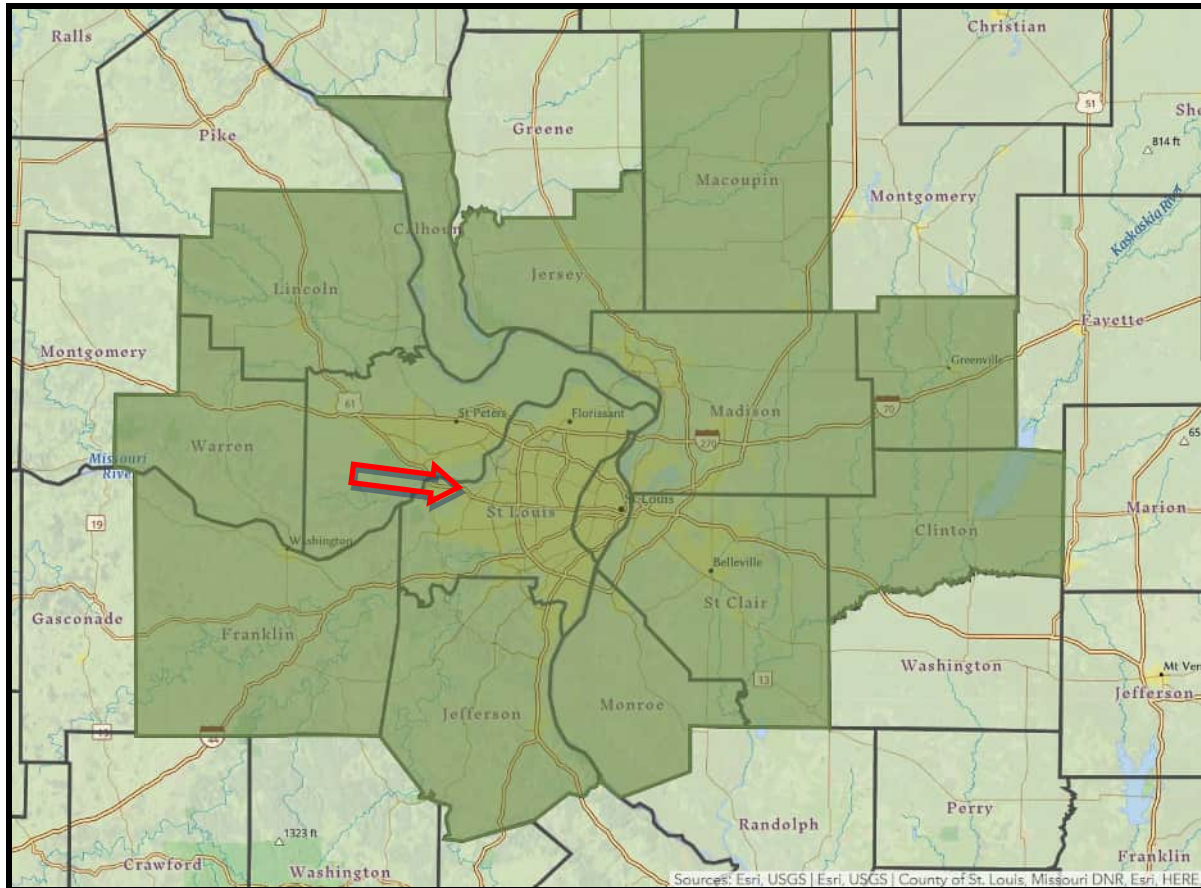 Christian
Ralls
51
She
814 ft
Greene
Pike
Macoupin
Montgomery
Kaskaskia River
Calhoun
Jersey
Lincoln
Fayette
Montgomery
Greenville
61
St Peters
Florissant
Madison
70
270
Warren
65
Missouri
River
St Louis
St Louis
Marion
19
Clinton
Washington
Belleville
St Clair
Gasconade
Franklin
Washington
Mt Ver
13
Jefferson
Jefferson
Monroe
19
44
Perry
Randolph
1323 ft
Crawford
Washington
Franklin
Sources: Esri, USGS | Esri, USGS | County of St. Louis, Missouri DNR, Esri, HERE